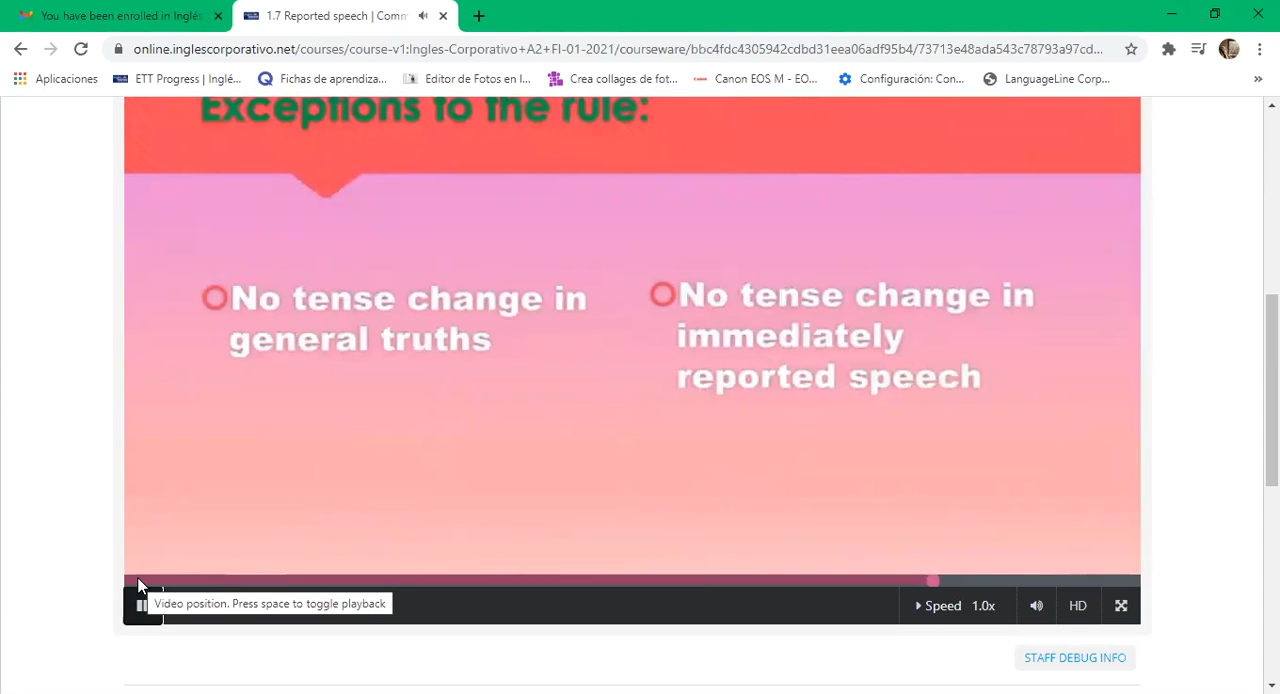 You have been enrolled in Inglés
1.7 Reported speech | Comm
online.inglescorporativo.net/courses/course-v1:Ingles-Corporativo+A2+FI-01-2021/courseware/bbc4fdc4305942cdbd31eea06adf95b4/73713e48ada543c78793a97cd...
Aplicaciones ETT Progress | Inglé... Fichas de aprendiza... Editor de Fotos en l... Crea collages de fot... Canon EOS M - EO... Configuración: Con... LanguageLine Corp... »
Exceptions to the rule:
No tense change in
general truths
No tense change in
immediately
reported speech
Video position. Press space to toggle playback
Speed 1.0x HD
STAFF DEBUG INFO